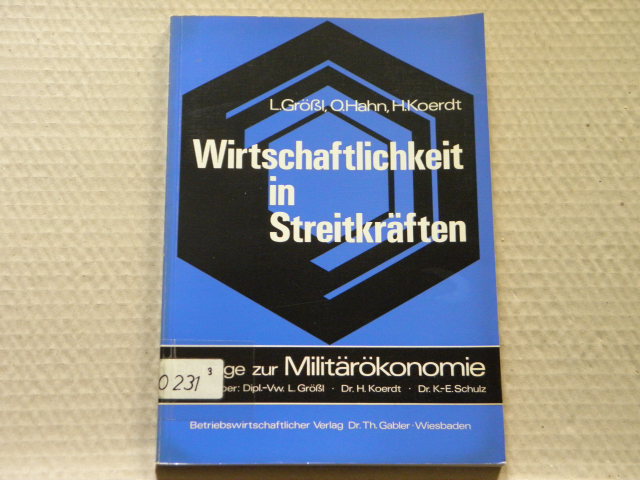 L.Größl, O.Hahn, H.Koerdt
Wirtschaftlichkeit
in
Streitkräften
ge zur Militärökonomie
ber: Dipl.-Vw. L. Größl · Dr. H. Koerdt · Dr. K.-E. Schulz
O 231 3
Betriebswirtschaftlicher Verlag Dr. Th. Gabler · Wiesbaden